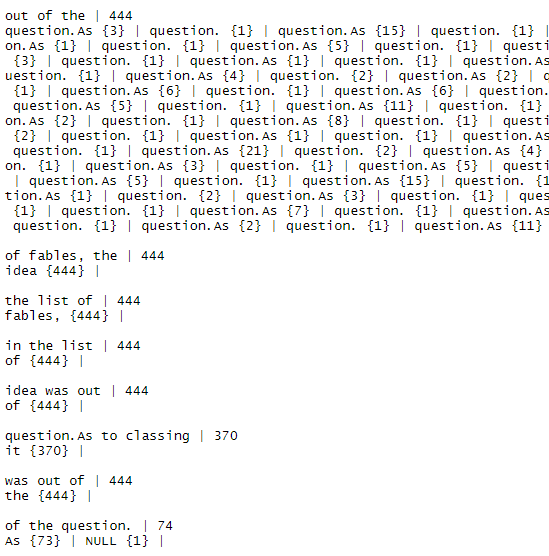 out of the | 444
question.As {3} | question. {1} | question.As {15} | question. {1} |
on.As {1} | question. {1} | question.As {5} | question. {1} | questi
{3} | question. {1} | question.As {1} | question. {1} | question.As
uestion. {1} | question.As {4} | question. {2} | question.As {2} | q
{1} | question.As {6} | question. {1} | question.As {6} | question.
question.As {5} | question. {1} | question.As {11} | question. {1}
on.As {2} | question. {1} | question.As {8} | question. {1} | questi
{2} | question. {1} | question.As {1} | question. {1} | question.As
question. {1} | question.As {21} | question. {2} | question.As {4}
on. {1} | question.As {3} | question. {1} | question.As {5} | questi
| question.As {5} | question. {1} | question.As {15} | question. {1
tion.As {1} | question. {2} | question.As {3} | question. {1} | ques
{1} | question. {1} | question.As {7} | question. {1} | question.As
question. {1} | question.As {2} | question. {1} | question.As {11}
of fables, the | 444
idea {444} |
the list of | 444
fables, {444} |
in the list | 444
of {444} |
idea was out | 444
of {444} |
question.As to classing | 370
it {370} |
was out of | 444
the {444} |
of the question. | 74
As {73} | NULL {1} |